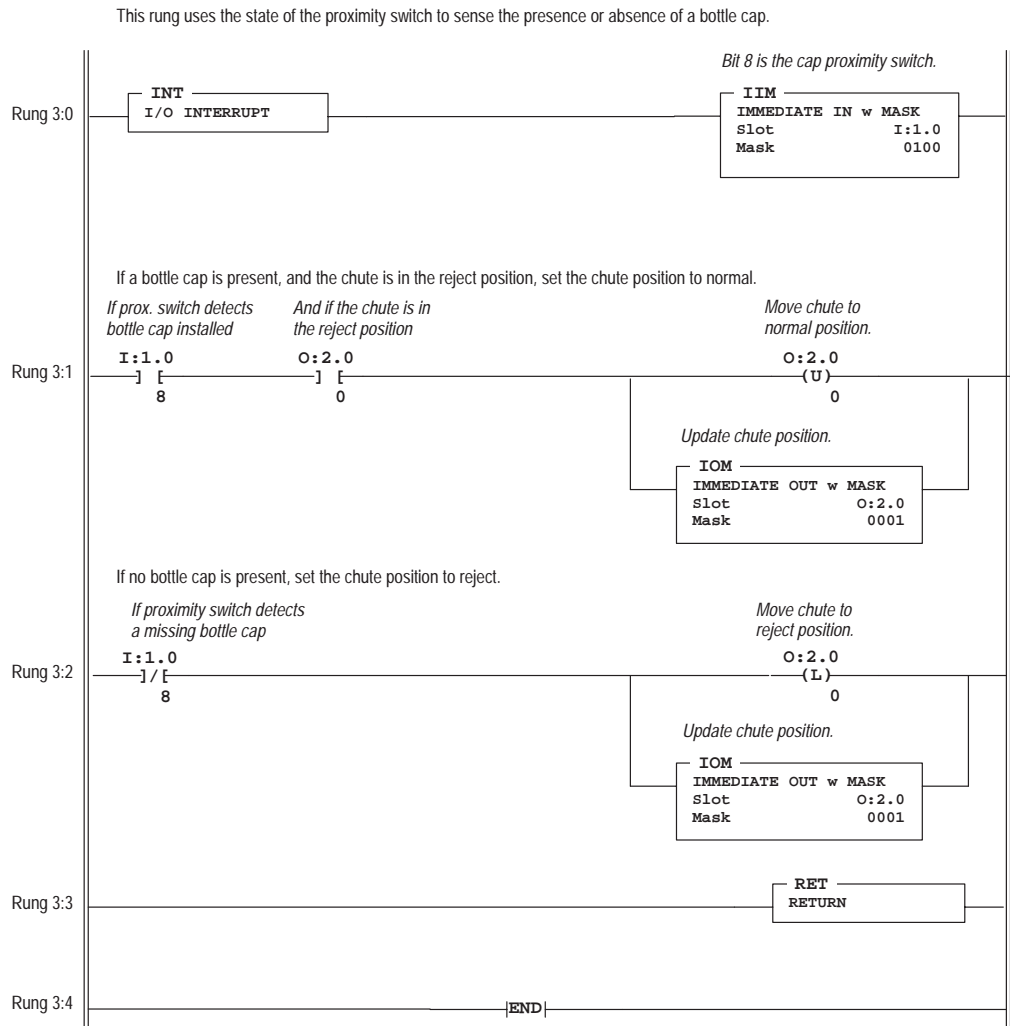 This rung uses the state of the proximity switch to sense the presence or absence of a bottle cap.
Bit 8 is the cap proximity switch.
Rung 3:0
INT
I/O INTERRUPT
IIM
IMMEDIATE IN w MASK
Slot I:1.0
Mask 0100
If a bottle cap is present, and the chute is in the reject position, set the chute position to normal.
If prox. switch detects
bottle cap installed
And if the chute is in
the reject position
Move chute to
normal position.
Rung 3:1
I:1.0
] [
8
O:2.0
] [
0
O:2.0
(U)
0
Update chute position.
IOM
IMMEDIATE OUT w MASK
Slot O:2.0
Mask 0001
If no bottle cap is present, set the chute position to reject.
If proximity switch detects
a missing bottle cap
Move chute to
reject position.
Rung 3:2
I:1.0
]/[
8
O:2.0
(L)
0
Update chute position.
IOM
IMMEDIATE OUT w MASK
Slot O:2.0
Mask 0001
Rung 3:3
RET
RETURN
Rung 3:4
END